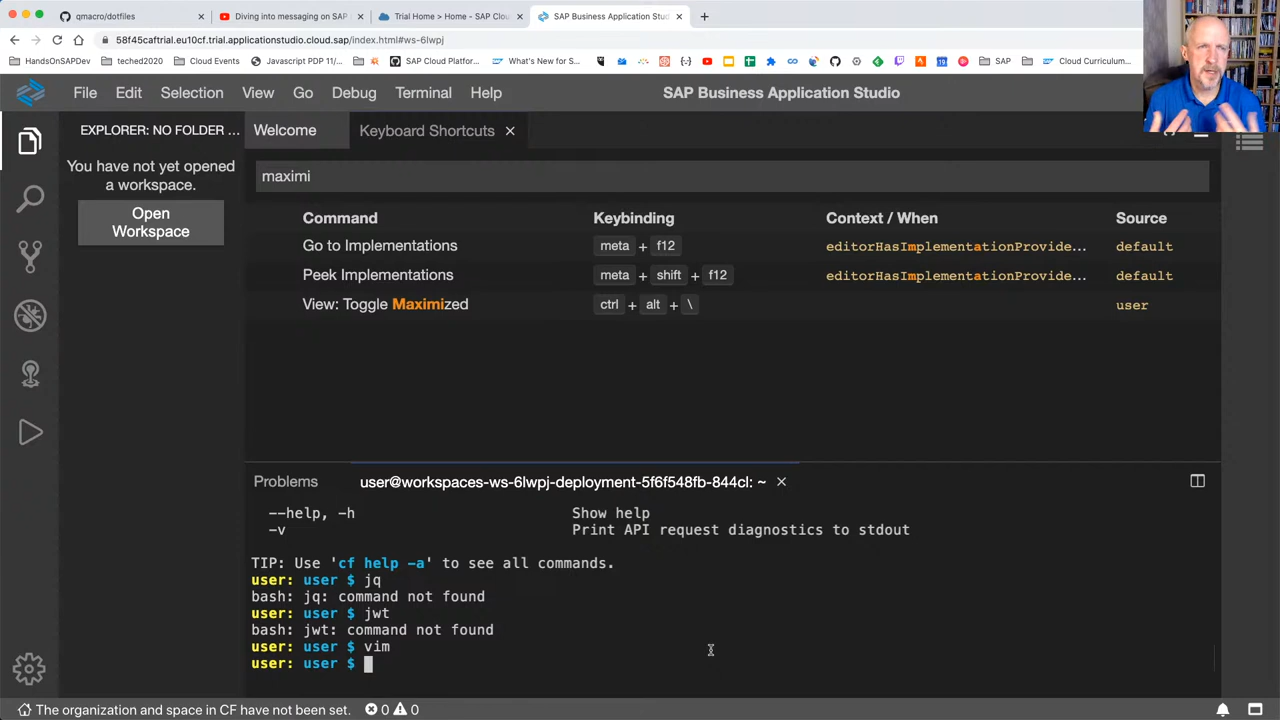 qmacro/dotfiles
Diving into messaging on SAP
Trial Home > Home - SAP Clou
SAP Business Application Stud
58f45caftrial.eu10cf.trial.applicationstudio.cloud.sap/index.html#ws-6lwpj
HandsOnSAPDev
teched2020
Cloud Events
Javascript PDP 11/...
SAP Cloud Platfor...
What's New for S...
SAP
Cloud Curriculum...
File Edit Selection View Go Debug Terminal Help
SAP Business Application Studio
EXPLORER: NO FOLDER ...
Welcome
Keyboard Shortcuts
You have not yet opened
a workspace.
Open
Workspace
maximi
Command Keybinding Context / When Source
Go to Implementations meta + f12 editorHasImplementationProvide... default
Peek Implementations meta + shift + f12 editorHasImplementationProvide... default
View: Toggle Maximized ctrl + alt + \ user
Problems
user@workspaces-ws-6lwpj-deployment-5f6f548fb-844cl: ~
--help, -h Show help
-v Print API request diagnostics to stdout
TIP: Use 'cf help -a' to see all commands.
user: user $ jq
bash: jq: command not found
user: user $ jwt
bash: jwt: command not found
user: user $ vim
user: user $
The organization and space in CF have not been set.
0 0